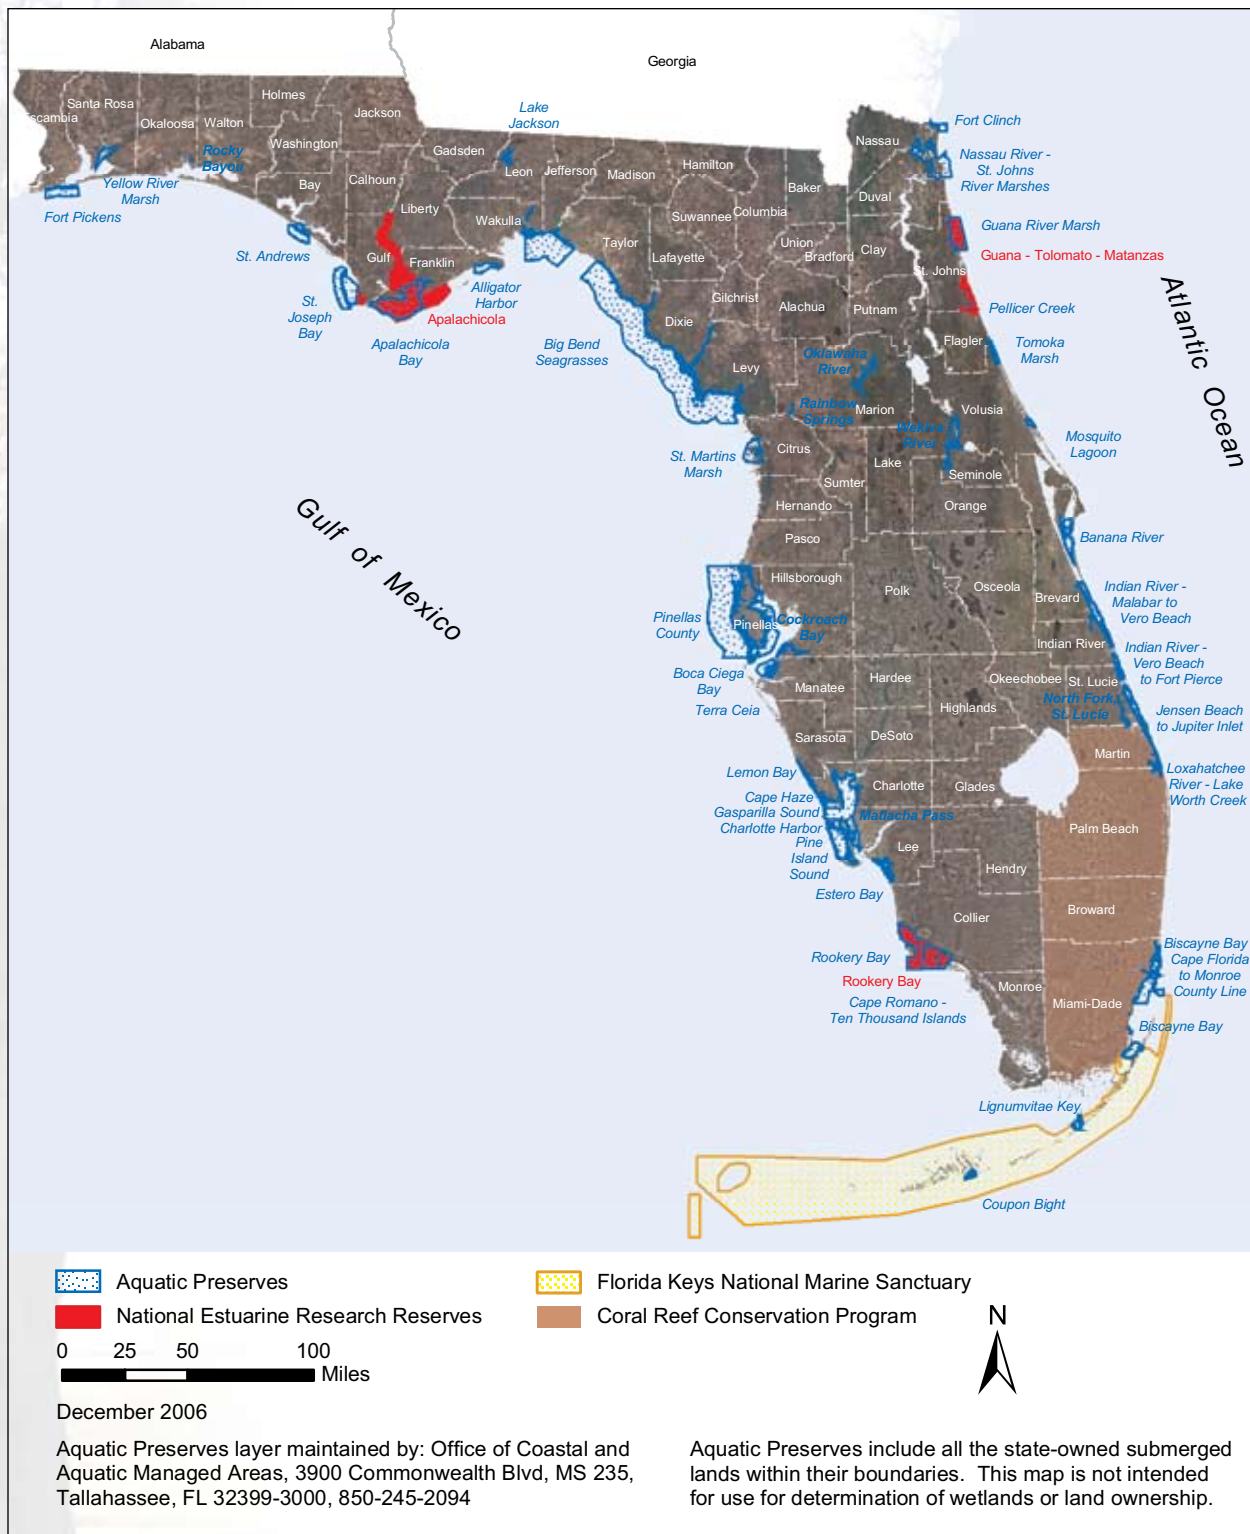 Alabama
Georgia
Holmes
Santa Rosa
Jackson
Lake
Jackson
Escambia
Okaloosa
Walton
Fort Clinch
Washington
Nassau
Gadsden
Rocky
Bayou
Leon
Jefferson
Madison
Hamilton
Nassau River -
St. Johns
River Marshes
Yellow River
Marsh
Bay
Calhoun
Baker
Duval
Fort Pickens
Liberty
Wakulla
Suwannee
Columbia
Guana River Marsh
St. Andrews
Gulf
Franklin
Taylor
Lafayette
Union
Bradford
Clay
Guana - Tolomato - Matanzas
St. Johns
St.
Joseph
Bay
Alligator
Harbor
Gilchrist
Alachua
Putnam
Pellicer Creek
Apalachicola
Dixie
Apalachicola
Bay
Big Bend
Seagrasses
Flagler
Tomoka
Marsh
Levy
Oklawaha
River
Atlantic Ocean
Rainbow
Springs
Marion
Volusia
Wekiva
River
Mosquito
Lagoon
St. Martins
Marsh
Citrus
Lake
Seminole
Sumter
Hernando
Orange
Gulf of Mexico
Pasco
Banana River
Hillsborough
Polk
Osceola
Brevard
Indian River -
Malabar to
Vero Beach
Pinellas
County
Pinellas
Cockroach
Bay
Indian River
Indian River -
Vero Beach
to Fort Pierce
Boca Ciega
Bay
Manatee
Hardee
Okeechobee
St. Lucie
North Fork,
St. Lucie
Terra Ceia
Highlands
Jensen Beach
to Jupiter Inlet
Sarasota
DeSoto
Martin
Lemon Bay
Charlotte
Glades
Loxahatchee
River - Lake
Worth Creek
Cape Haze
Gasparilla Sound
Charlotte Harbor
Matlacha Pass
Palm Beach
Pine
Island
Sound
Lee
Hendry
Estero Bay
Collier
Broward
Rookery Bay
Rookery Bay
Biscayne Bay
Cape Florida
to Monroe
County Line
Monroe
Miami-Dade
Cape Romano -
Ten Thousand Islands
Biscayne Bay
Lignumvitae Key
Coupon Bight
Aquatic Preserves
National Estuarine Research Reserves
Florida Keys National Marine Sanctuary
Coral Reef Conservation Program
N
0 25 50 100
Miles
December 2006
Aquatic Preserves layer maintained by: Office of Coastal and
Aquatic Managed Areas, 3900 Commonwealth Blvd, MS 235,
Tallahassee, FL 32399-3000, 850-245-2094
Aquatic Preserves include all the state-owned submerged
lands within their boundaries. This map is not intended
for use for determination of wetlands or land ownership.